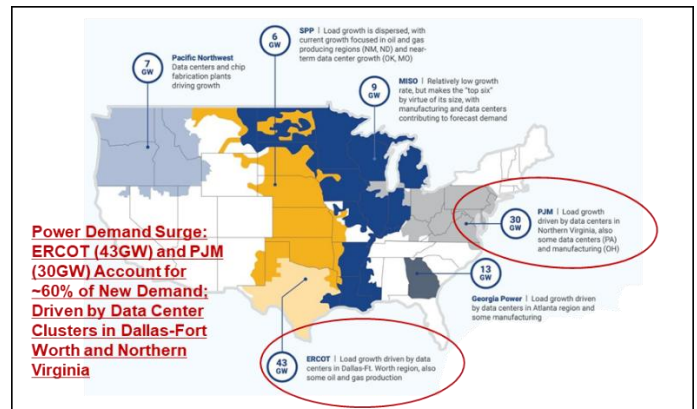 7
GW
Pacific Northwest
Data centers and chip
fabrication plants
driving growth
6
GW
SPP | Load growth is dispersed, with
current growth focused in oil and gas
producing regions (NM, ND) and near-
term data center growth (OK, MO)
9
GW
MISO | Relatively low growth
rate, but makes the "top six"
by virtue of its size, with
manufacturing and data centers
contributing to forecast demand
30
GW
PJM | Load growth
driven by data centers in
Northern Virginia, also
some data centers (PA)
and manufacturing (OH)
13
GW
Georgia Power | Load growth driven
by data centers in Atlanta region and
some manufacturing
Power Demand Surge:
ERCOT (43GW) and PJM
(30GW) Account for
~60% of New Demand;
Driven by Data Center
Clusters in Dallas-Fort
Worth and Northern
Virginia
43
GW
ERCOT | Load growth driven by data
centers in Dallas-Ft. Worth region, also
some oil and gas production